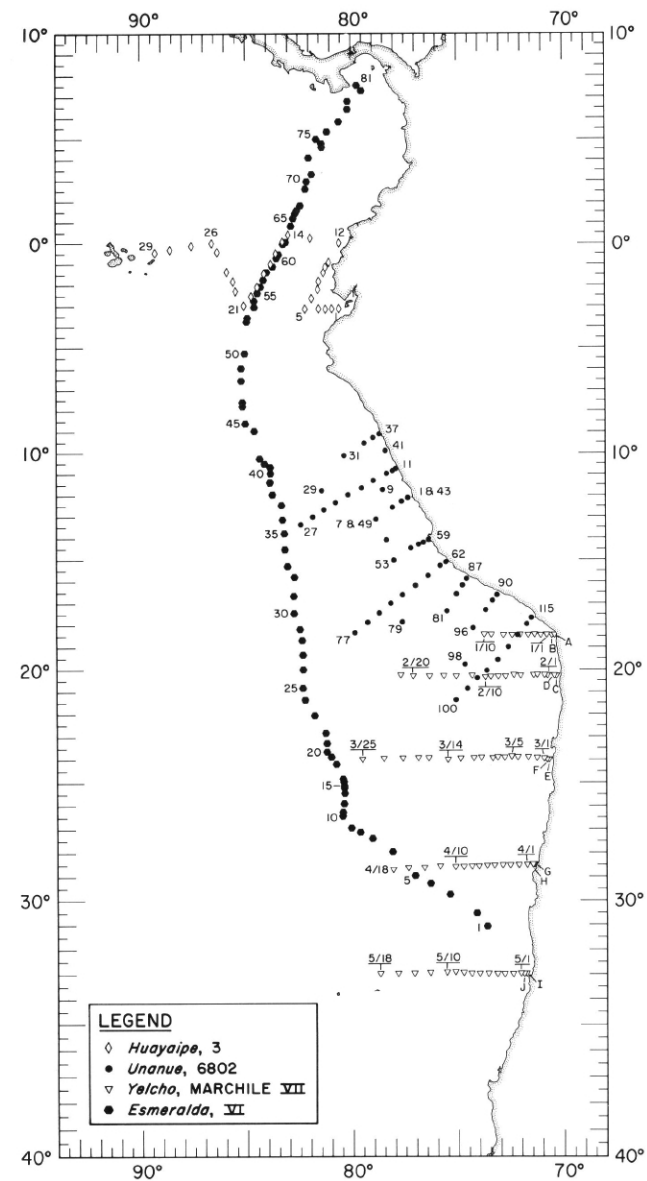 90° 80°
10° 10°
81
75
70
65
14 12
26
0° 0°
29
60
55
21 5
50
45
37
41
31
10° 10°
11
40
29 9 1 & 43
7 & 49
27
35
59
53 62
87
90
81 115
30
79 96
77 1/10 1/1 B A
98
2/20 2/1
20° 20°
D C
25 2/10
100
3/25 3/14 3/5 3/1
20
F E
15
10
4/10 4/1
4/18 G
5 H
30° 30°
1
5/18 5/10 5/1
J I
LEGEND
Huayaipe, 3
Unanue, 6802
Yelcho, MARCHILE VII
Esmeralda, VI
40° 40°
90° 80° 70°